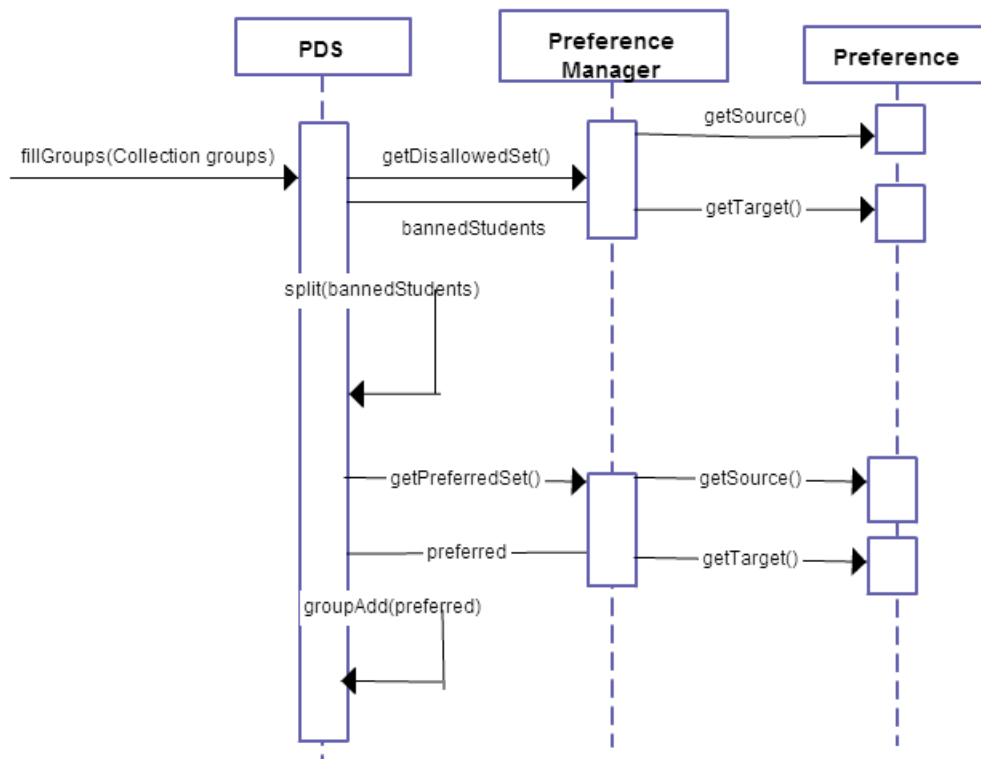 PDS
Preference
Manager
Preference
getSource()
fillGroups(Collection groups)
getDisallowedSet()
getTarget()
bannedStudents
split(bannedStudents)
getPreferredSet()
getSource()
preferred
getTarget()
groupAdd(preferred)